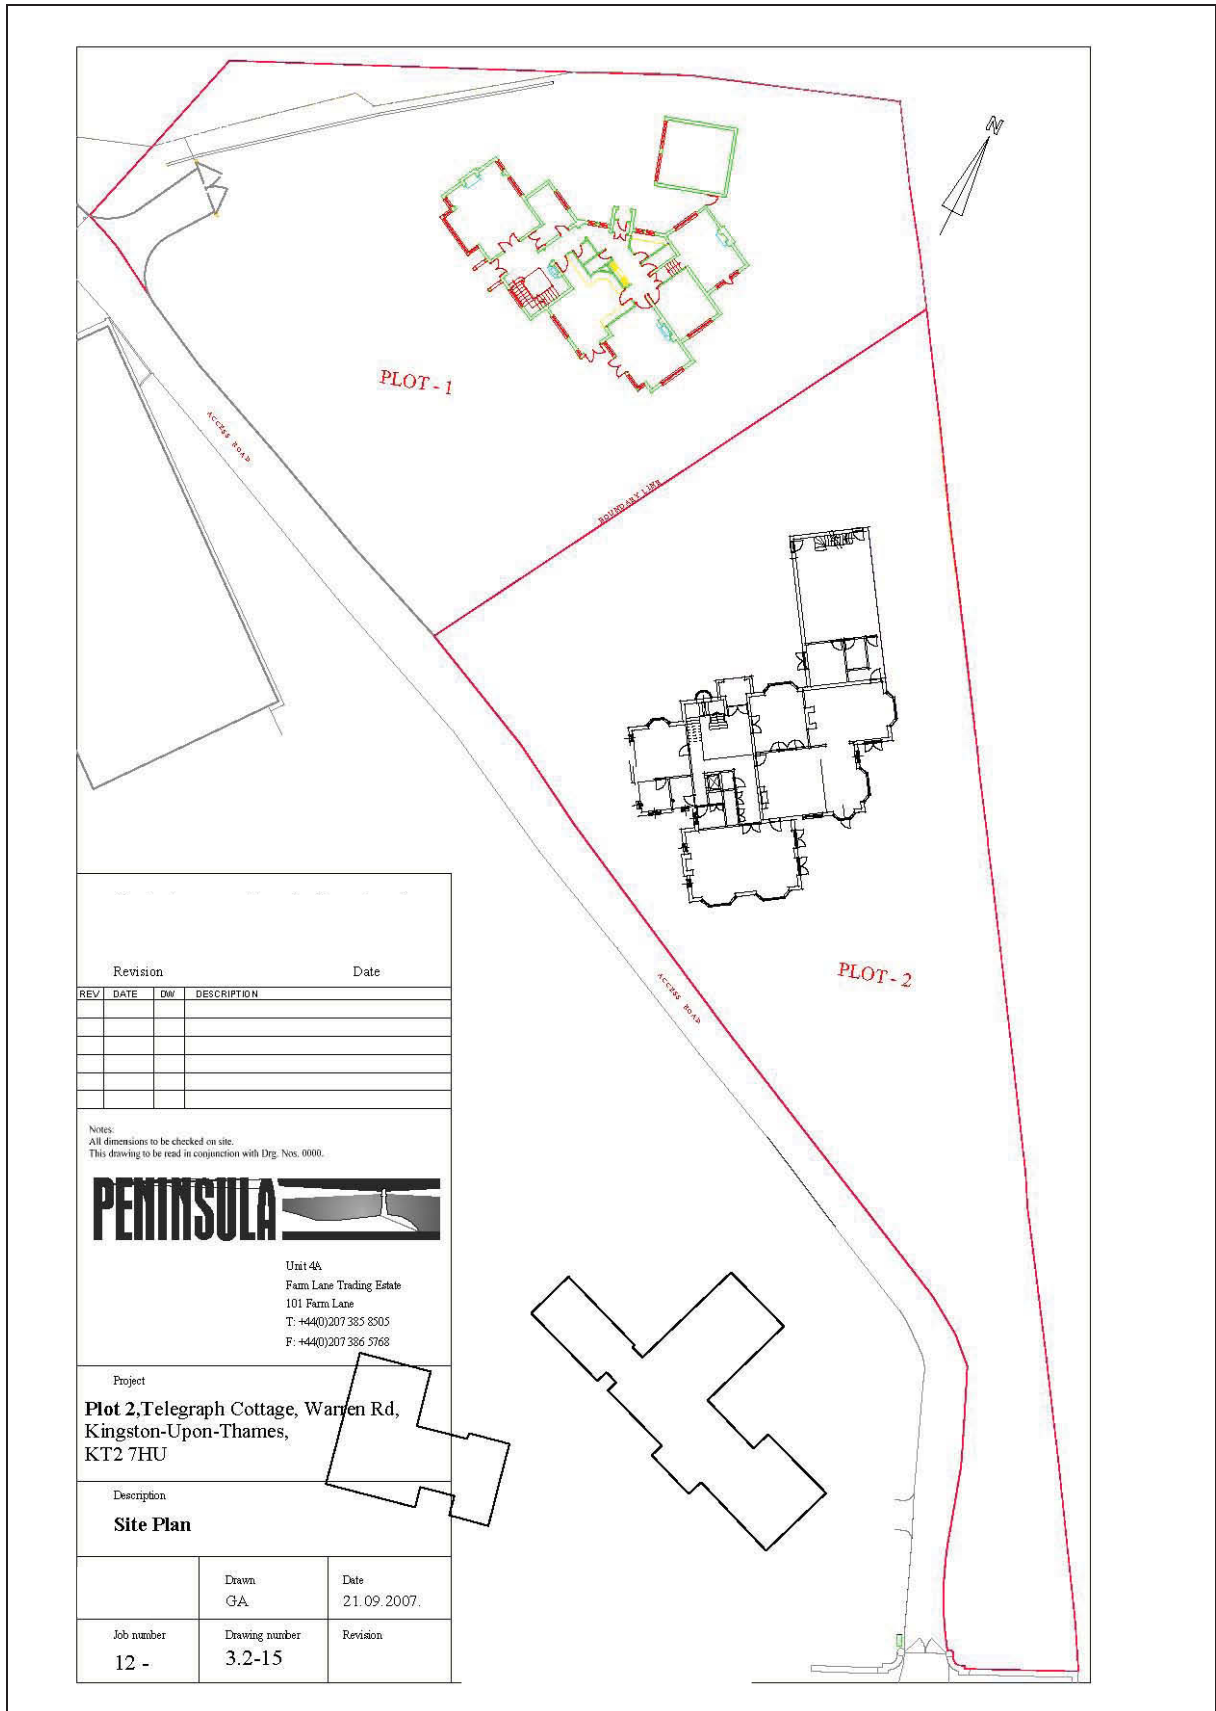 N
PLOT - 1
ACCESS ROAD
BOUNDARY LINE
PLOT - 2
ACCESS ROAD
Revision Date
REV DATE DW DESCRIPTION
Notes:
All dimensions to be checked on site.
This drawing to be read in conjunction with Drg. Nos. 0000.
PENINSULA
Unit 4A
Farm Lane Trading Estate
101 Farm Lane
T: +44(0)207 385 8505
F: +44(0)207 386 5768
Project
Plot 2,Telegraph Cottage, Warren Rd,
Kingston-Upon-Thames,
KT2 7HU
Description
Site Plan
Drawn Date
GA 21.09.2007.
Job number Drawing number Revision
12 - 3.2-15